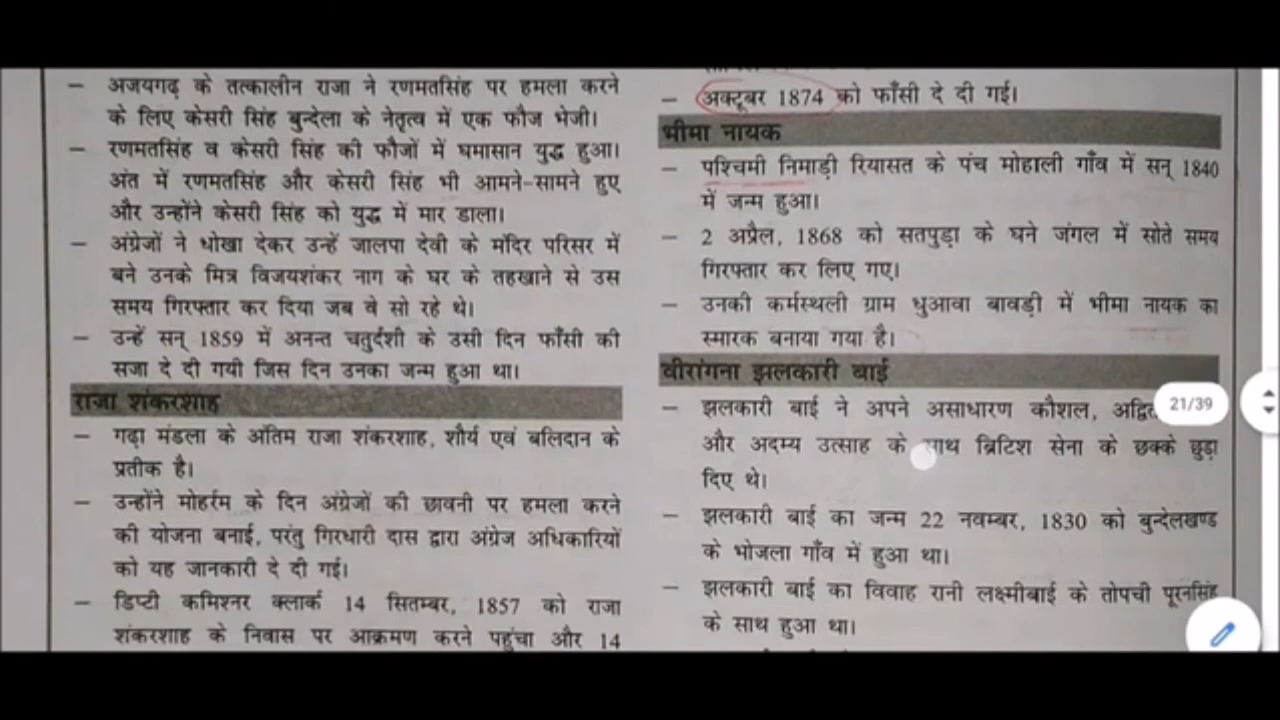 – अजयगढ़ के तत्कालीन राजा ने रणमतसिंह पर हमला करने
के लिए केसरी सिंह बुन्देला के नेतृत्व में एक फौज भेजी।
– रणमतसिंह व केसरी सिंह की फौजों में घमासान युद्ध हुआ।
अंत में रणमतसिंह और केसरी सिंह भी आमने-सामने हुए
और उन्होंने केसरी सिंह को युद्ध में मार डाला।
– अंग्रेजों ने धोखा देकर उन्हें जालपा देवी के मंदिर परिसर में
बने उनके मित्र विजयशंकर नाग के घर के तहखाने से उस
समय गिरफ्तार कर दिया जब वे सो रहे थे।
– उन्हें सन् 1859 में अनन्त चतुर्दशी के उसी दिन फाँसी की
सजा दे दी गयी जिस दिन उनका जन्म हुआ था।
राजा शंकरशाह
– गढ़ा मंडला के अंतिम राजा शंकरशाह, शौर्य एवं बलिदान के
प्रतीक है।
– उन्होंने मोहर्रम के दिन अंग्रेजों की छावनी पर हमला करने
की योजना बनाई, परंतु गिरधारी दास द्वारा अंग्रेज अधिकारियों
को यह जानकारी दे दी गई।
– डिप्टी कमिश्नर क्लार्क 14 सितम्बर, 1857 को राजा
शंकरशाह के निवास पर आक्रमण करने पहुंचा और 14
– अक्टूबर 1874 को फाँसी दे दी गई।
भीमा नायक
– पश्चिमी निमाड़ी रियासत के पंच मोहाली गाँव में सन् 1840
में जन्म हुआ।
– 2 अप्रैल, 1868 को सतपुड़ा के घने जंगल में सोते समय
गिरफ्तार कर लिए गए।
– उनकी कर्मस्थली ग्राम धुआवा बावड़ी में भीमा नायक का
स्मारक बनाया गया है।
वीरांगना झलकारी बाई
– झलकारी बाई ने अपने असाधारण कौशल,
और अदम्य उत्साह के साथ ब्रिटिश सेना के छक्के छुड़ा
दिए थे।
– झलकारी बाई का जन्म 22 नवम्बर, 1830 को बुन्देलखण्ड
के भोजला गाँव में हुआ था।
– झलकारी बाई का विवाह रानी लक्ष्मीबाई के तोपची पूरनसिंह
के साथ हुआ था।
21/39